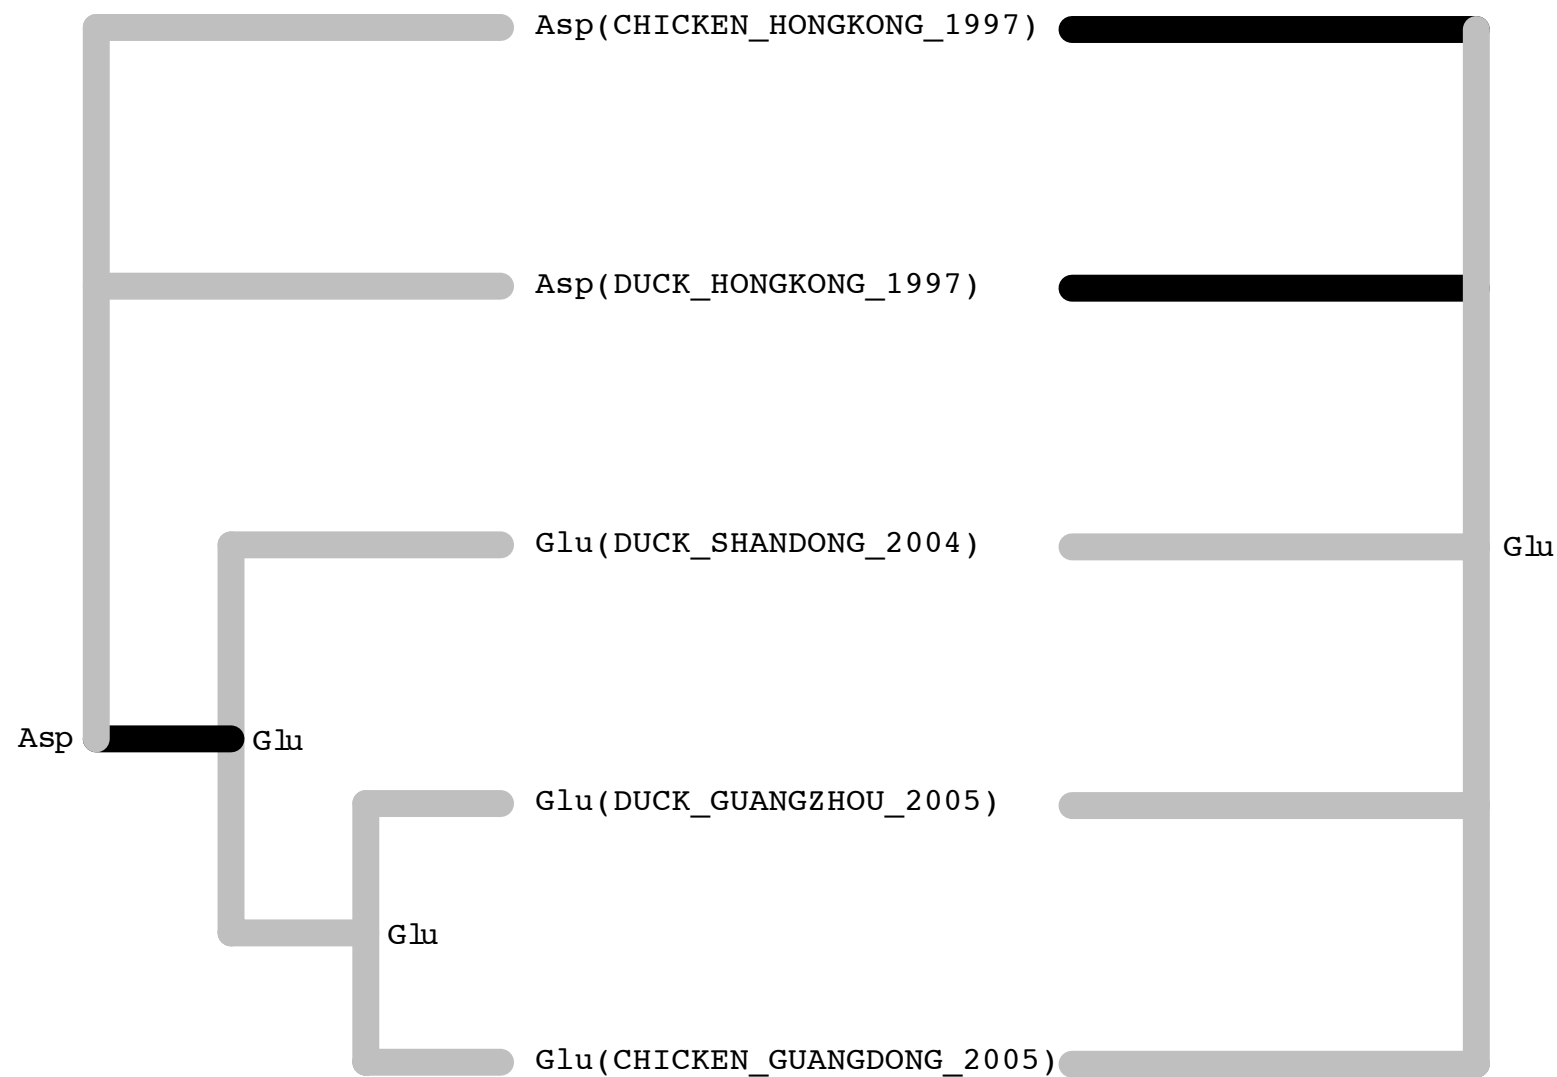 Asp(CHICKEN_HONGKONG_1997)
Asp(DUCK_HONGKONG_1997)
Glu(DUCK_SHANDONG_2004)
Glu
Asp
Glu
Glu(DUCK_GUANGZHOU_2005)
Glu
Glu(CHICKEN_GUANGDONG_2005)